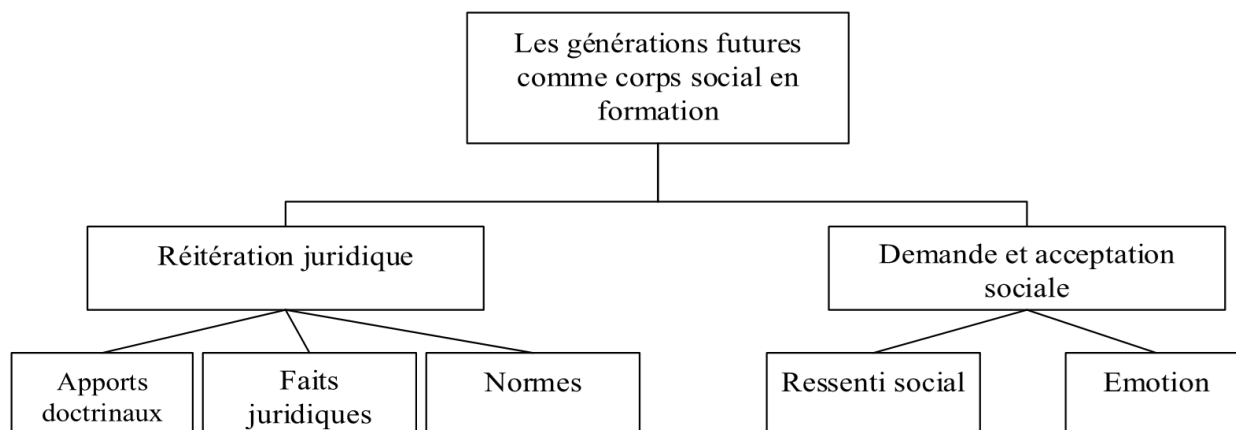 Les générations futures
comme corps social en
formation
Réitération juridique
Demande et acceptation
sociale
Apports
doctrinaux
Faits
juridiques
Normes
Ressenti social
Emotion